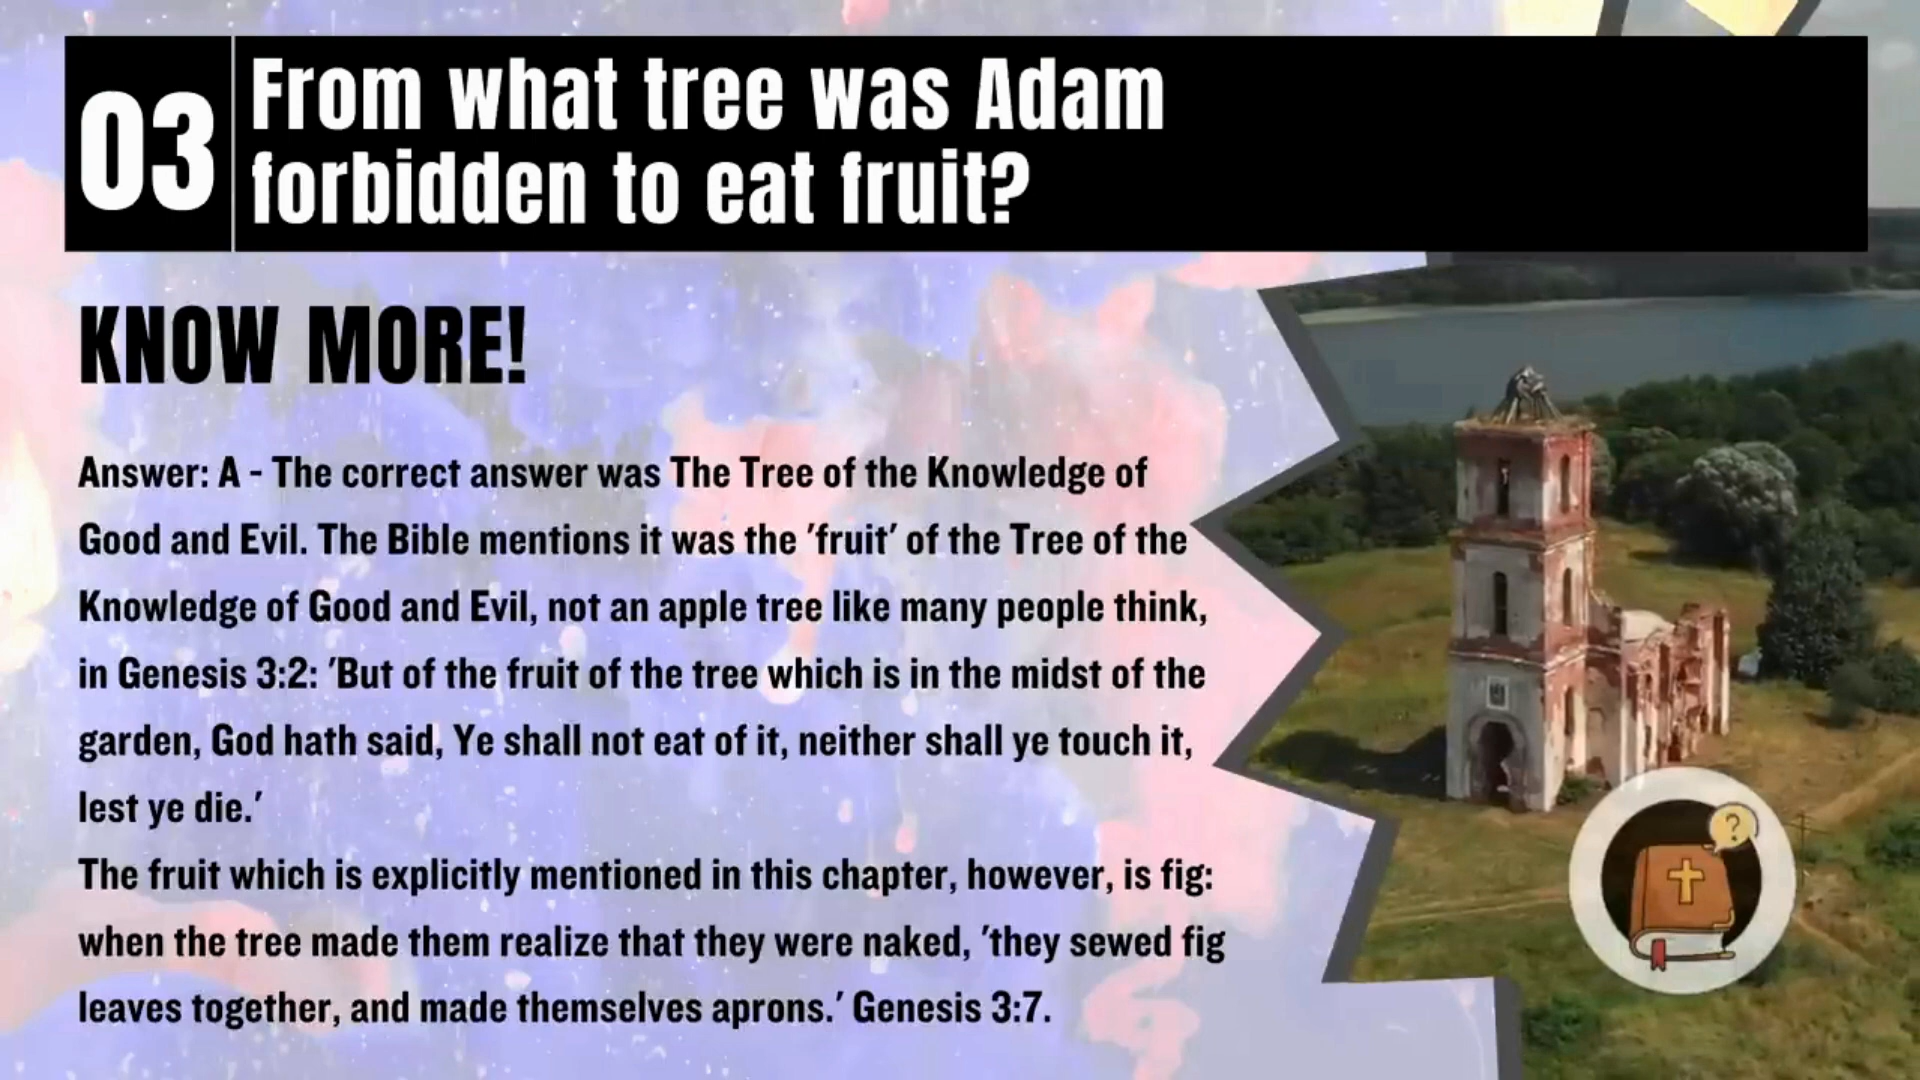 03
From what tree was Adam
forbidden to eat fruit?
KNOW MORE!
Answer: A - The correct answer was The Tree of the Knowledge of
Good and Evil. The Bible mentions it was the 'fruit' of the Tree of the
Knowledge of Good and Evil, not an apple tree like many people think,
in Genesis 3:2: 'But of the fruit of the tree which is in the midst of the
garden, God hath said, Ye shall not eat of it, neither shall ye touch it,
lest ye die.'
The fruit which is explicitly mentioned in this chapter, however, is fig:
when the tree made them realize that they were naked, 'they sewed fig
leaves together, and made themselves aprons.' Genesis 3:7.
?